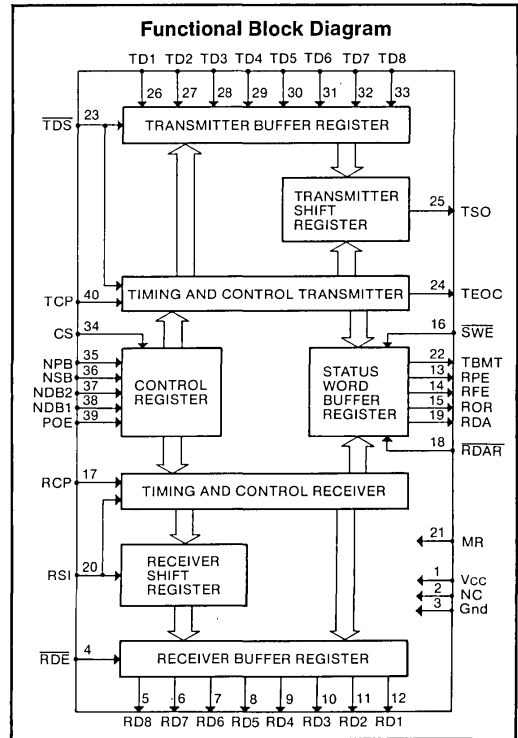 Functional Block Diagram
TD1 TD2 TD3 TD4 TD5 TD6 TD7 TD8
26 27 28 29 30 31 32 33
TDS 23
TRANSMITTER BUFFER REGISTER
TRANSMITTER
SHIFT
REGISTER
25 TSO
TCP 40
TIMING AND CONTROL TRANSMITTER
24 TEOC
CS 34
16 SWE
NPB 35
NSB 36
NDB2 37
NDB1 38
POE 39
CONTROL
REGISTER
STATUS
WORD
BUFFER
REGISTER
22 TBMT
13 RPE
14 RFE
15 ROR
19 RDA
18 RDAR
RCP 17
TIMING AND CONTROL RECEIVER
21 MR
RSI 20
RECEIVER
SHIFT
REGISTER
1 Vcc
2 NC
3 Gnd
RDE 4
RECEIVER BUFFER REGISTER
5 6 7 8 9 10 11 12
RD8 RD7 RD6 RD5 RD4 RD3 RD2 RD1